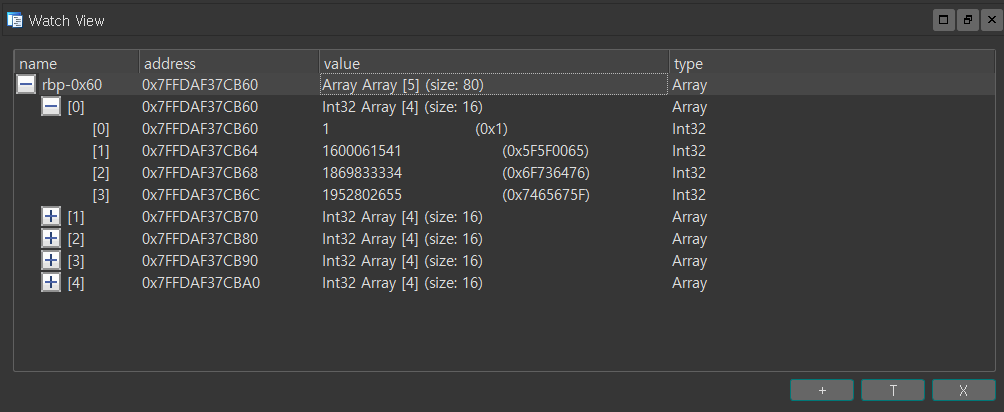 Watch View
name address value type
rbp-0x60 0x7FFDAF37CB60 Array Array [5] (size: 80) Array
[0] 0x7FFDAF37CB60 Int32 Array [4] (size: 16) Array
[0] 0x7FFDAF37CB60 1 (0x1) Int32
[1] 0x7FFDAF37CB64 1600061541 (0x5F5F0065) Int32
[2] 0x7FFDAF37CB68 1869833334 (0x6F736476) Int32
[3] 0x7FFDAF37CB6C 1952802655 (0x7465675F) Int32
[1] 0x7FFDAF37CB70 Int32 Array [4] (size: 16) Array
[2] 0x7FFDAF37CB80 Int32 Array [4] (size: 16) Array
[3] 0x7FFDAF37CB90 Int32 Array [4] (size: 16) Array
[4] 0x7FFDAF37CBA0 Int32 Array [4] (size: 16) Array
+ T X